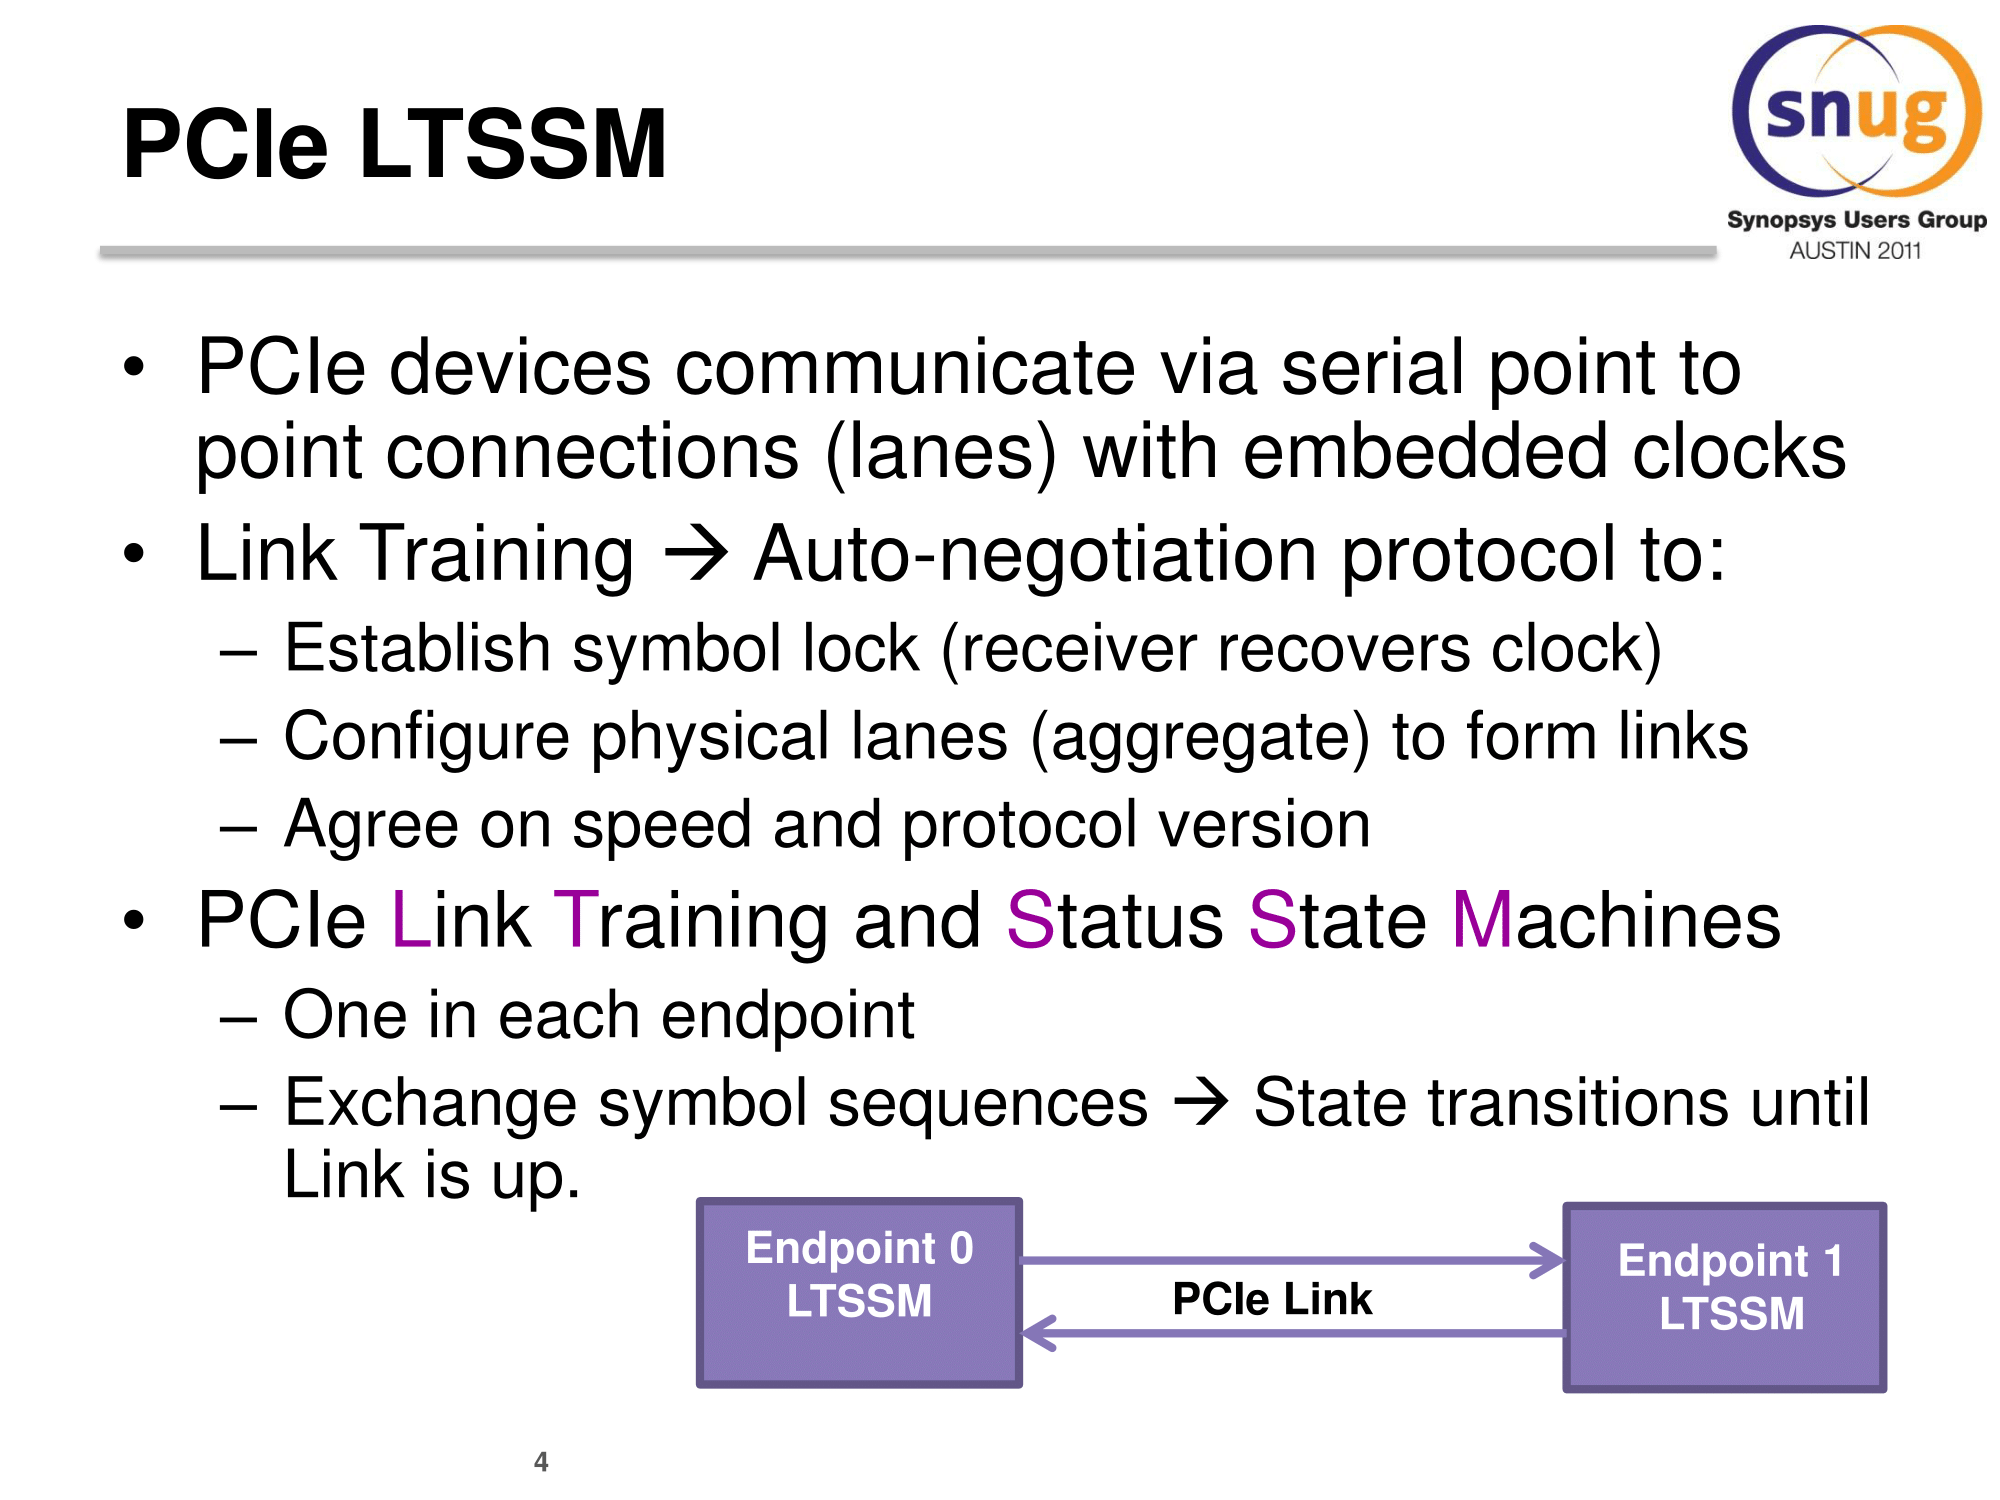 PCIe LTSSM
snug
Synopsys Users Group
AUSTIN 2011
• PCIe devices communicate via serial point to
point connections (lanes) with embedded clocks
• Link Training → Auto-negotiation protocol to:
– Establish symbol lock (receiver recovers clock)
– Configure physical lanes (aggregate) to form links
– Agree on speed and protocol version
• PCIe Link Training and Status State Machines
– One in each endpoint
– Exchange symbol sequences → State transitions until
Link is up.
Endpoint 0
LTSSM
PCIe Link
Endpoint 1
LTSSM
4